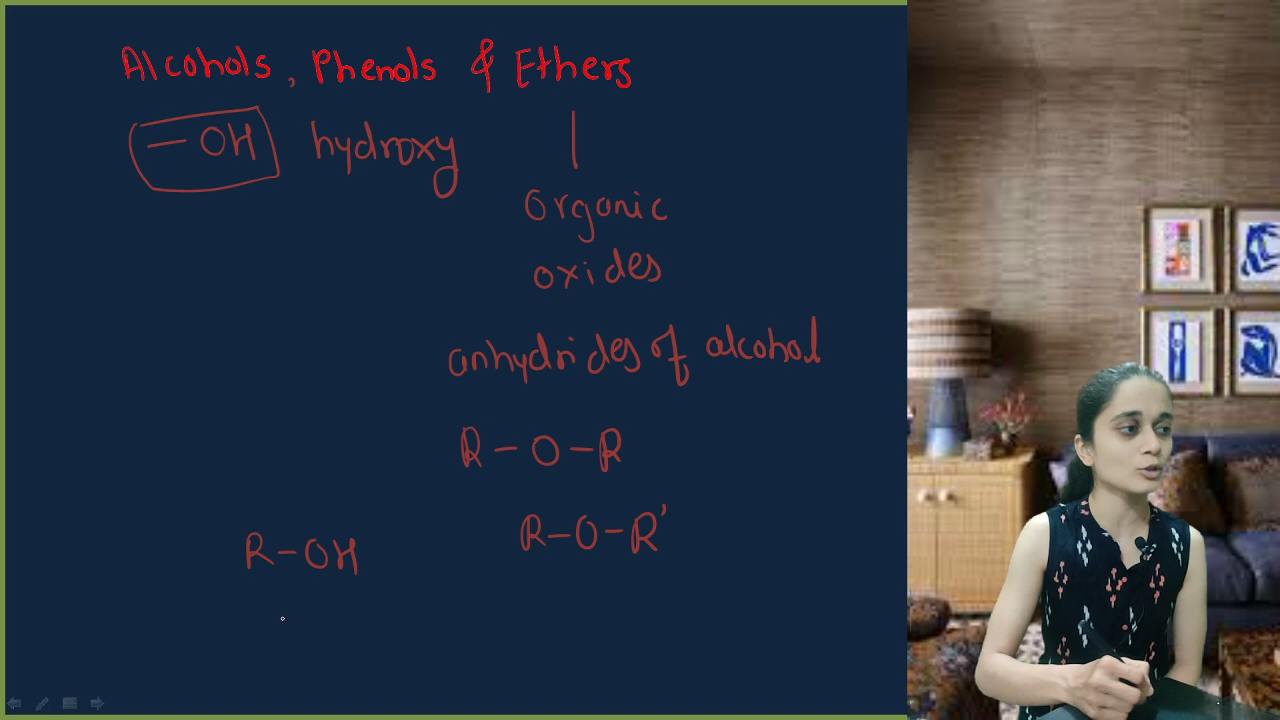 Alcohols, Phenols & Ethers
—OH hydroxy
organic
oxides
anhydrides of alcohol
R-O-R
R-O-R'
R-OH